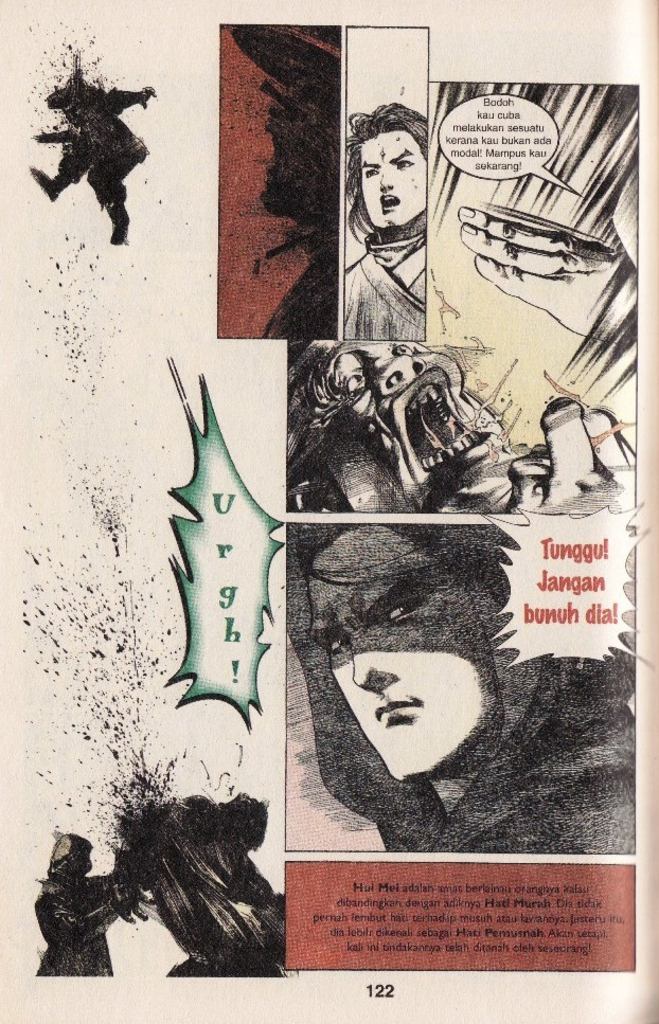 Bodoh
kau cuba
melakukan sesuatu
kerana kau bukan ada
modal! Mampus kau
sekarang!
Urgh!
Tunggu!
Jangan
bunuh dia!
Hui Mei adalah amat berlainan orangnya kalau
dibandingkan dengan adiknya Hati Murah. Dia tidak
pernah lembut hati terhadap musuh atau lawannya. Justeru itu,
dia lebih dikenali sebagai Hati Pemusnah. Akan tetapi,
kali ini tindakannya telah ditahan oleh seseorang!
122